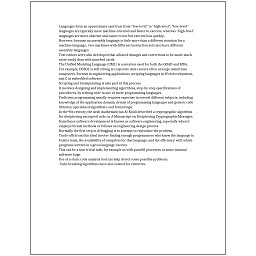 Languages form an approximate spectrum from "low-level" to "high-level"; "low-level"
languages are typically more machine-oriented and faster to execute, whereas "high-level"
languages are more abstract and easier to use but execute less quickly.
However, because an assembly language is little more than a different notation for a
machine language, two machines with different instruction sets also have different
assembly languages.
Text editors were also developed that allowed changes and corrections to be made much
more easily than with punched cards.
The Unified Modeling Language (UML) is a notation used for both the OOAD and MDA.
For example, COBOL is still strong in corporate data centers often on large mainframe
computers, Fortran in engineering applications, scripting languages in Web development,
and C in embedded software.
Scripting and breakpointing is also part of this process.
It involves designing and implementing algorithms, step-by-step specifications of
procedures, by writing code in one or more programming languages.
Proficient programming usually requires expertise in several different subjects, including
knowledge of the application domain, details of programming languages and generic code
libraries, specialized algorithms, and formal logic.
In the 9th century, the Arab mathematician Al-Kindi described a cryptographic algorithm
for deciphering encrypted code, in A Manuscript on Deciphering Cryptographic Messages.
Sometimes software development is known as software engineering, especially when it
employs formal methods or follows an engineering design process.
Normally the first step in debugging is to attempt to reproduce the problem.
Trade-offs from this ideal involve finding enough programmers who know the language to
build a team, the availability of compilers for that language, and the efficiency with which
programs written in a given language execute.
This can be a non-trivial task, for example as with parallel processes or some unusual
software bugs.
Use of a static code analysis tool can help detect some possible problems.
Code-breaking algorithms have also existed for centuries.